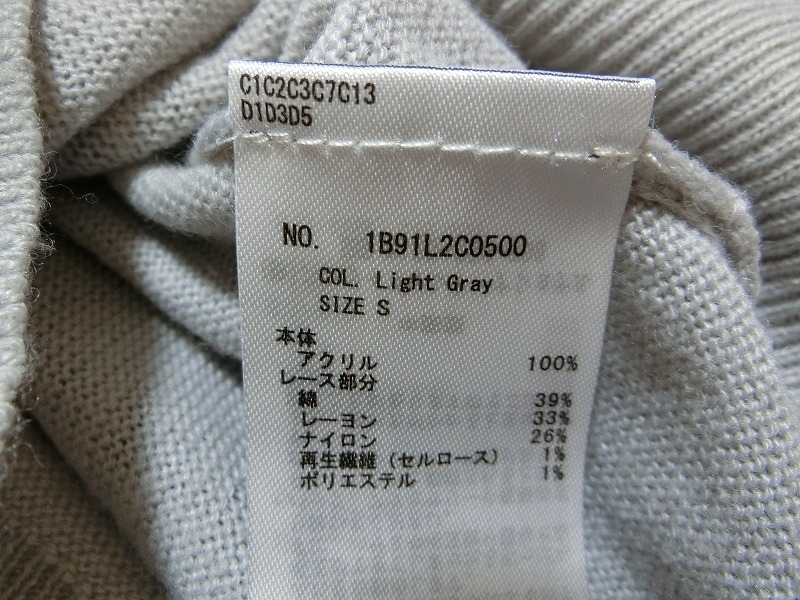 C1C2C3C7C13
D1D3D5
NO. 1B91L2C0500
COL. Light Gray
SIZE S
本体
アクリル 100%
レース部分
綿 39%
レーヨン 33%
ナイロン 26%
再生繊維（セルロース） 1%
ポリエステル 1%